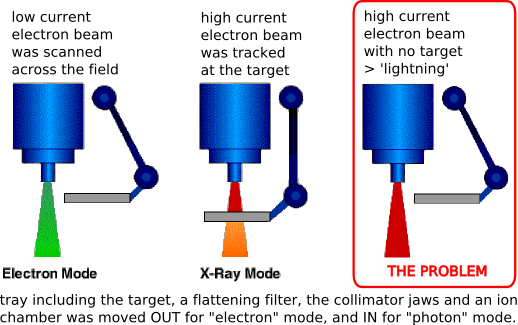 low current
electron beam
was scanned
across the field
high current
electron beam
was tracked
at the target
high current
electron beam
with no target
> 'lightning'
Electron Mode
X-Ray Mode
THE PROBLEM
tray including the target, a flattening filter, the collimator jaws and an ion
chamber was moved OUT for "electron" mode, and IN for "photon" mode.